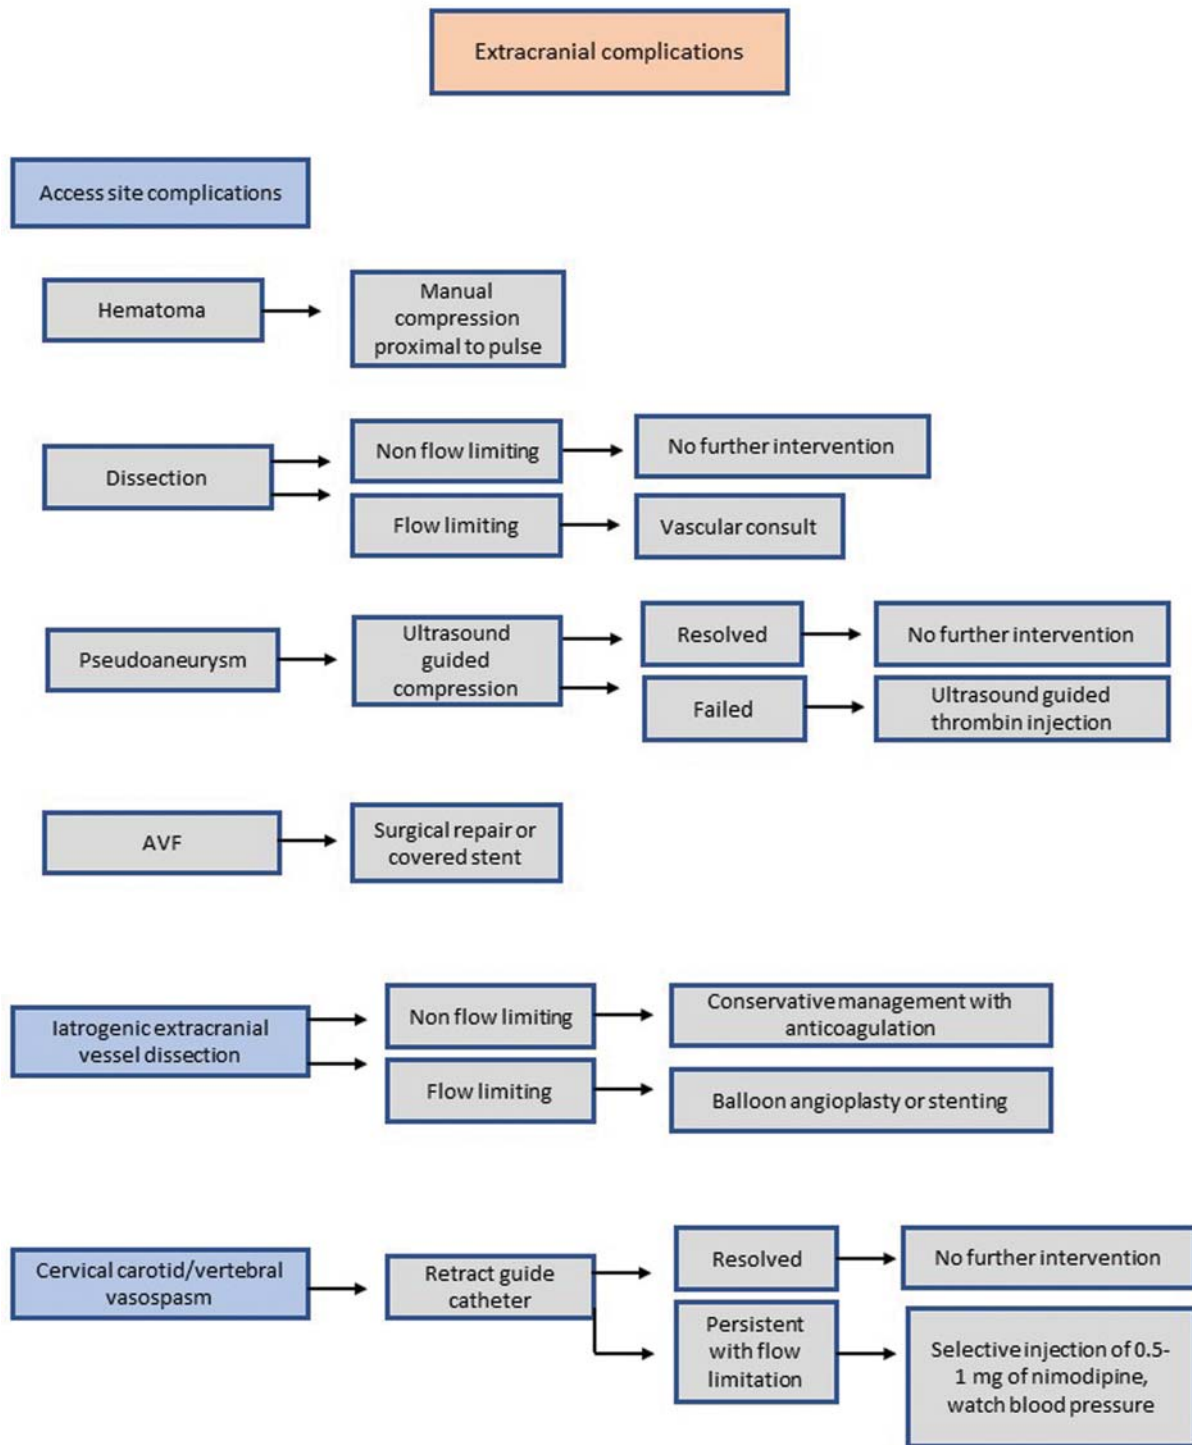 Extracranial complications
Access site complications
Hematoma
Manual
compression
proximal to pulse
Dissection
Non flow limiting
No further intervention
Flow limiting
Vascular consult
Pseudoaneurysm
Ultrasound
guided
compression
Resolved
No further intervention
Failed
Ultrasound guided
thrombin injection
AVF
Surgical repair or
covered stent
Iatrogenic extracranial
vessel dissection
Non flow limiting
Conservative management with
anticoagulation
Flow limiting
Balloon angioplasty or stenting
Cervical carotid/vertebral
vasospasm
Retract guide
catheter
Resolved
No further intervention
Persistent
with flow
limitation
Selective injection of 0.5-
1 mg of nimodipine,
watch blood pressure